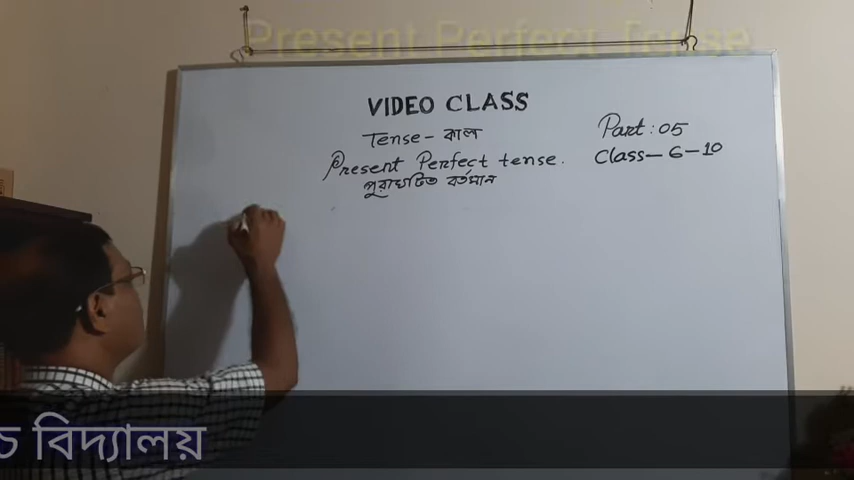 Present Perfect Tense
VIDEO CLASS
Tense - কাল
Part : 05
Present Perfect tense.
Class - 6 - 10
পুরাঘটিত বর্তমান
চ বিদ্যালয়